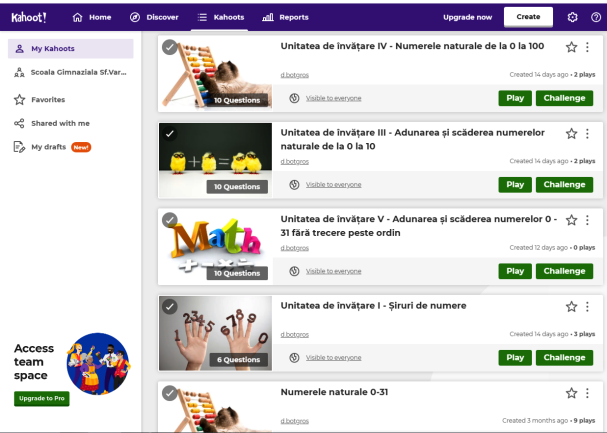 Kahoot!
Home
Discover
Kahoots
Reports
Upgrade now
Create
My Kahoots
Scoala Gimnaziala Sf.Var...
Favorites
Shared with me
My drafts New!
Access
team
space
Upgrade to Pro
Unitatea de învățare IV - Numerele naturale de la 0 la 100
10 Questions
d.botgros
Created 14 days ago • 2 plays
Visible to everyone
Play
Challenge
Unitatea de învățare III - Adunarea și scăderea numerelor
naturale de la 0 la 10
10 Questions
d.botgros
Created 14 days ago • 2 plays
Visible to everyone
Play
Challenge
Unitatea de învățare V - Adunarea și scăderea numerelor 0 -
31 fără trecere peste ordin
Math
10 Questions
d.botgros
Created 12 days ago • 0 plays
Visible to everyone
Play
Challenge
Unitatea de învățare I - Șiruri de numere
6 Questions
d.botgros
Created 14 days ago • 3 plays
Visible to everyone
Play
Challenge
Numerele naturale 0-31
d.botgros
Created 3 months ago • 9 plays